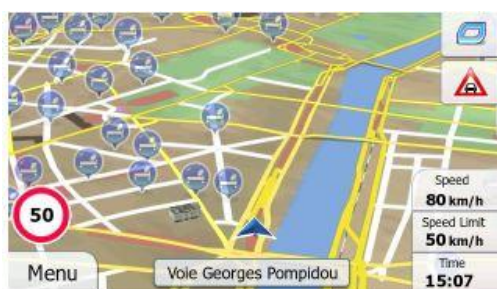 50
Speed
80 km/h
Speed Limit
50 km/h
Time
15:07
Menu
Voie Georges Pompidou